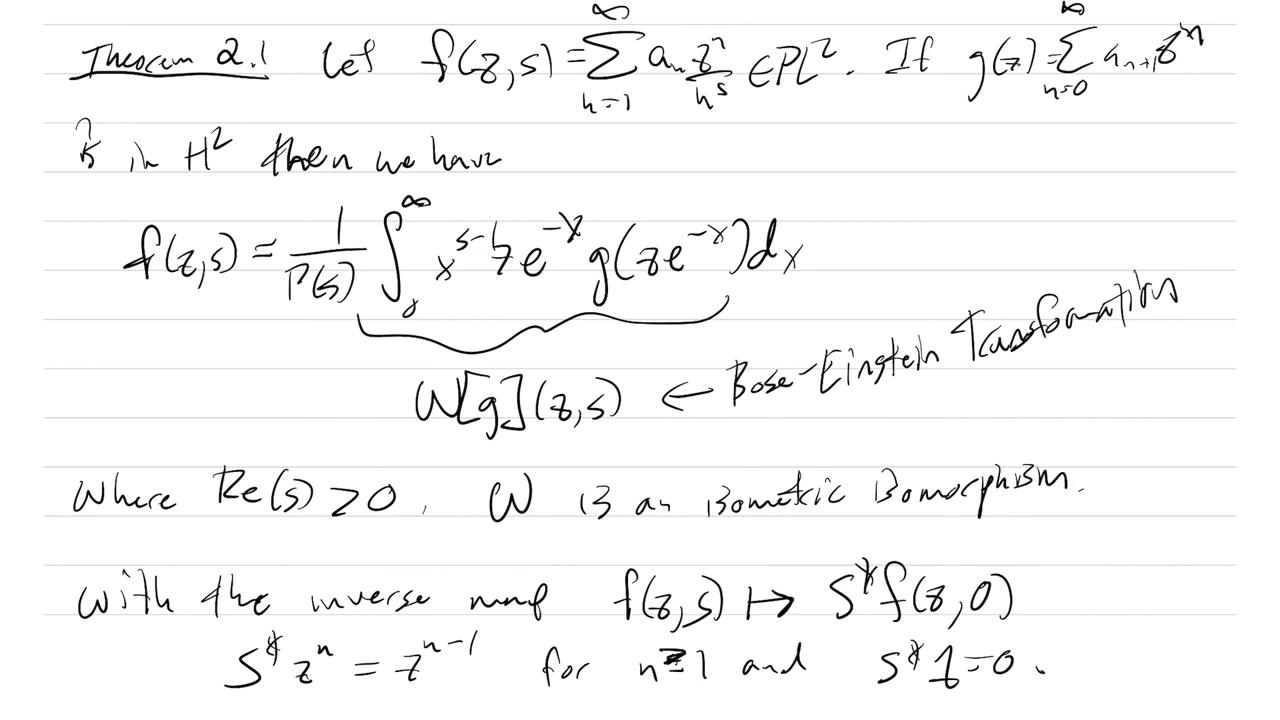 Theorem 2.1 Let f(z,s) = ∑_{n=1}^{∞} a_n z^n/n^s ∈ PL². If g(z) = ∑_{n=0}^{∞} a_{n+1} z^n
is in H² then we have
f(z,s) = 1/Γ(s) ∫_0^∞ x^{s-1} z e^{-x} g(ze^{-x}) dx
W[g](z,s) ← Bose-Einstein Transformations
where Re(s) > 0. W is an isometric isomorphism.
with the inverse map f(z,s) ↦ S*f(z,0)
S* z^n = z^{n-1} for n ≥ 1 and S* 1 = 0.